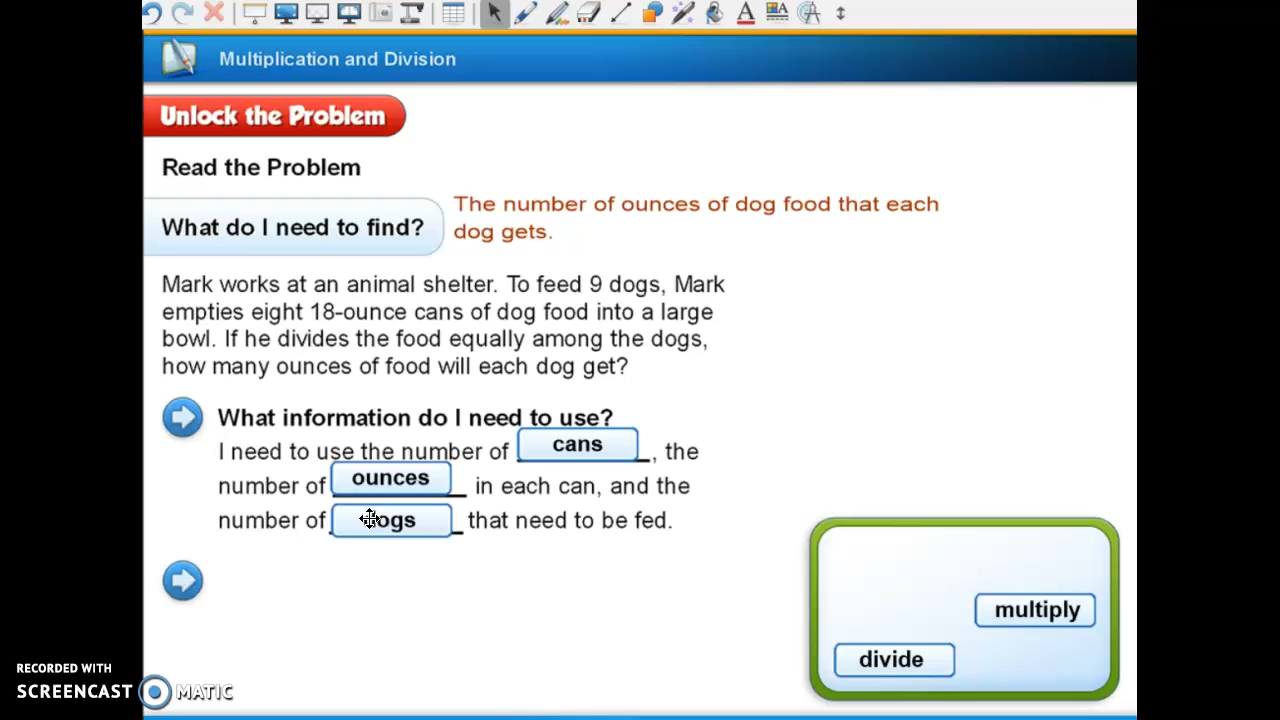 Multiplication and Division
Unlock the Problem
Read the Problem
What do I need to find?
The number of ounces of dog food that each
dog gets.
Mark works at an animal shelter. To feed 9 dogs, Mark
empties eight 18-ounce cans of dog food into a large
bowl. If he divides the food equally among the dogs,
how many ounces of food will each dog get?
What information do I need to use?
I need to use the number of cans, the
number of ounces in each can, and the
number of dogs that need to be fed.
multiply
divide
RECORDED WITH
SCREENCAST MATIC